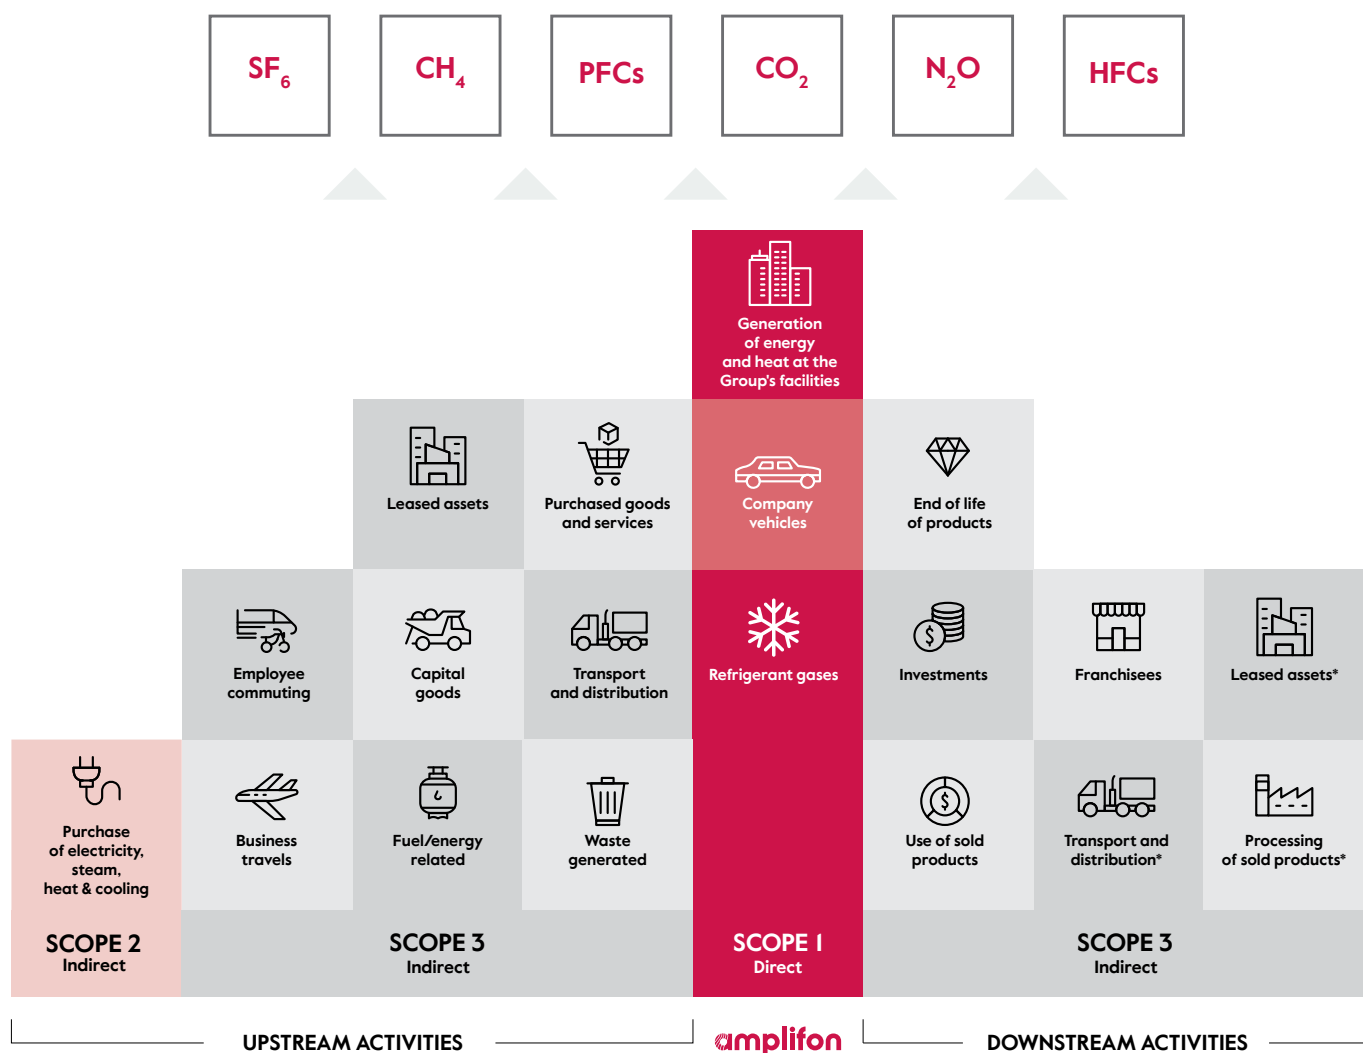 SF6
CH4
PFCs
CO2
N2O
HFCs
Generation
of energy
and heat at the
Group's facilities
Leased assets
Purchased goods
and services
Company
vehicles
End of life
of products
Employee
commuting
Capital
goods
Transport
and distribution
Refrigerant gases
Investments
Franchisees
Leased assets*
Purchase
of electricity,
steam,
heat & cooling
Business
travels
Fuel/energy
related
Waste
generated
Use of sold
products
Transport and
distribution*
Processing
of sold products*
SCOPE 2
Indirect
SCOPE 3
Indirect
SCOPE 1
Direct
SCOPE 3
Indirect
UPSTREAM ACTIVITIES
amplifon
DOWNSTREAM ACTIVITIES